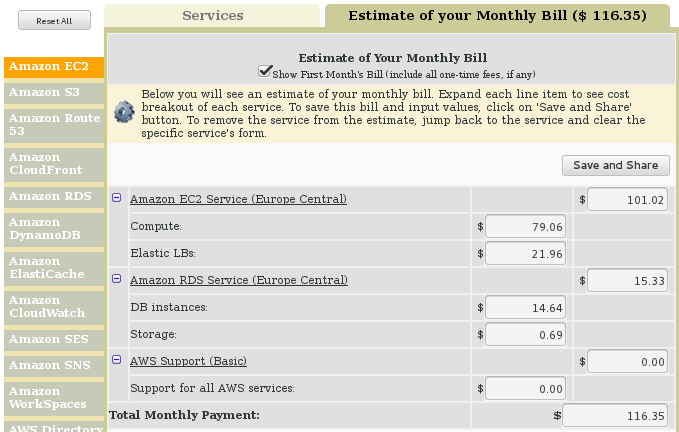 Reset All
Services
Estimate of your Monthly Bill ($ 116.35)
Amazon EC2
Amazon S3
Amazon Route
53
Amazon
CloudFront
Amazon RDS
Amazon
DynamoDB
Amazon
ElastiCache
Amazon
CloudWatch
Amazon SES
Amazon SNS
Amazon
WorkSpaces
AWS Directory
Estimate of Your Monthly Bill
Show First Month's Bill (include all one-time fees, if any)
Below you will see an estimate of your monthly bill. Expand each line item to see cost
breakout of each service. To save this bill and input values, click on 'Save and Share'
button. To remove the service from the estimate, jump back to the service and clear the
specific service's form.
Save and Share
Amazon EC2 Service (Europe Central) $ 101.02
Compute: $ 79.06
Elastic LBs: $ 21.96
Amazon RDS Service (Europe Central) $ 15.33
DB instances: $ 14.64
Storage: $ 0.69
AWS Support (Basic) $ 0.00
Support for all AWS services: $ 0.00
Total Monthly Payment: $ 116.35